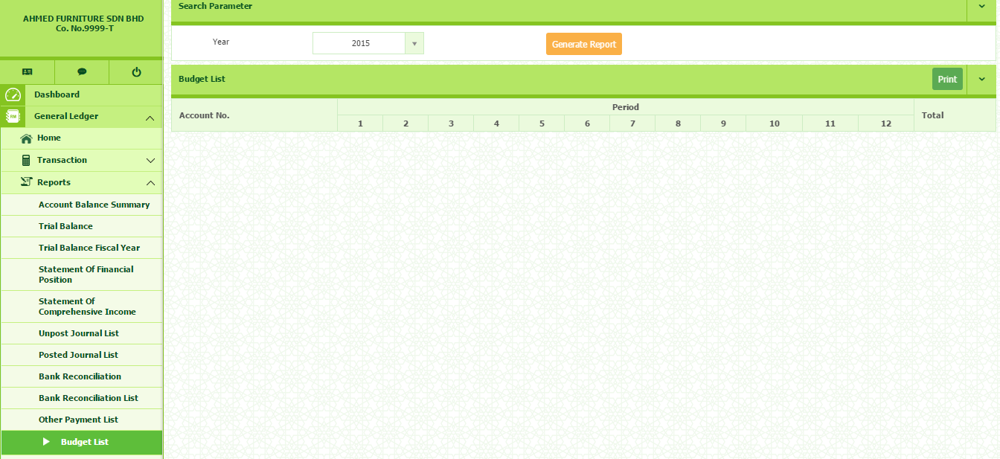 AHMED FURNITURE SDN BHD
Co. No.9999-T
Dashboard
RM
General Ledger
Home
Transaction
Reports
Account Balance Summary
Trial Balance
Trial Balance Fiscal Year
Statement Of Financial
Position
Statement Of
Comprehensive Income
Unpost Journal List
Posted Journal List
Bank Reconciliation
Bank Reconciliation List
Other Payment List
Budget List
Search Parameter
Year 2015 Generate Report
Budget List Print
Account No. Period Total
1 2 3 4 5 6 7 8 9 10 11 12